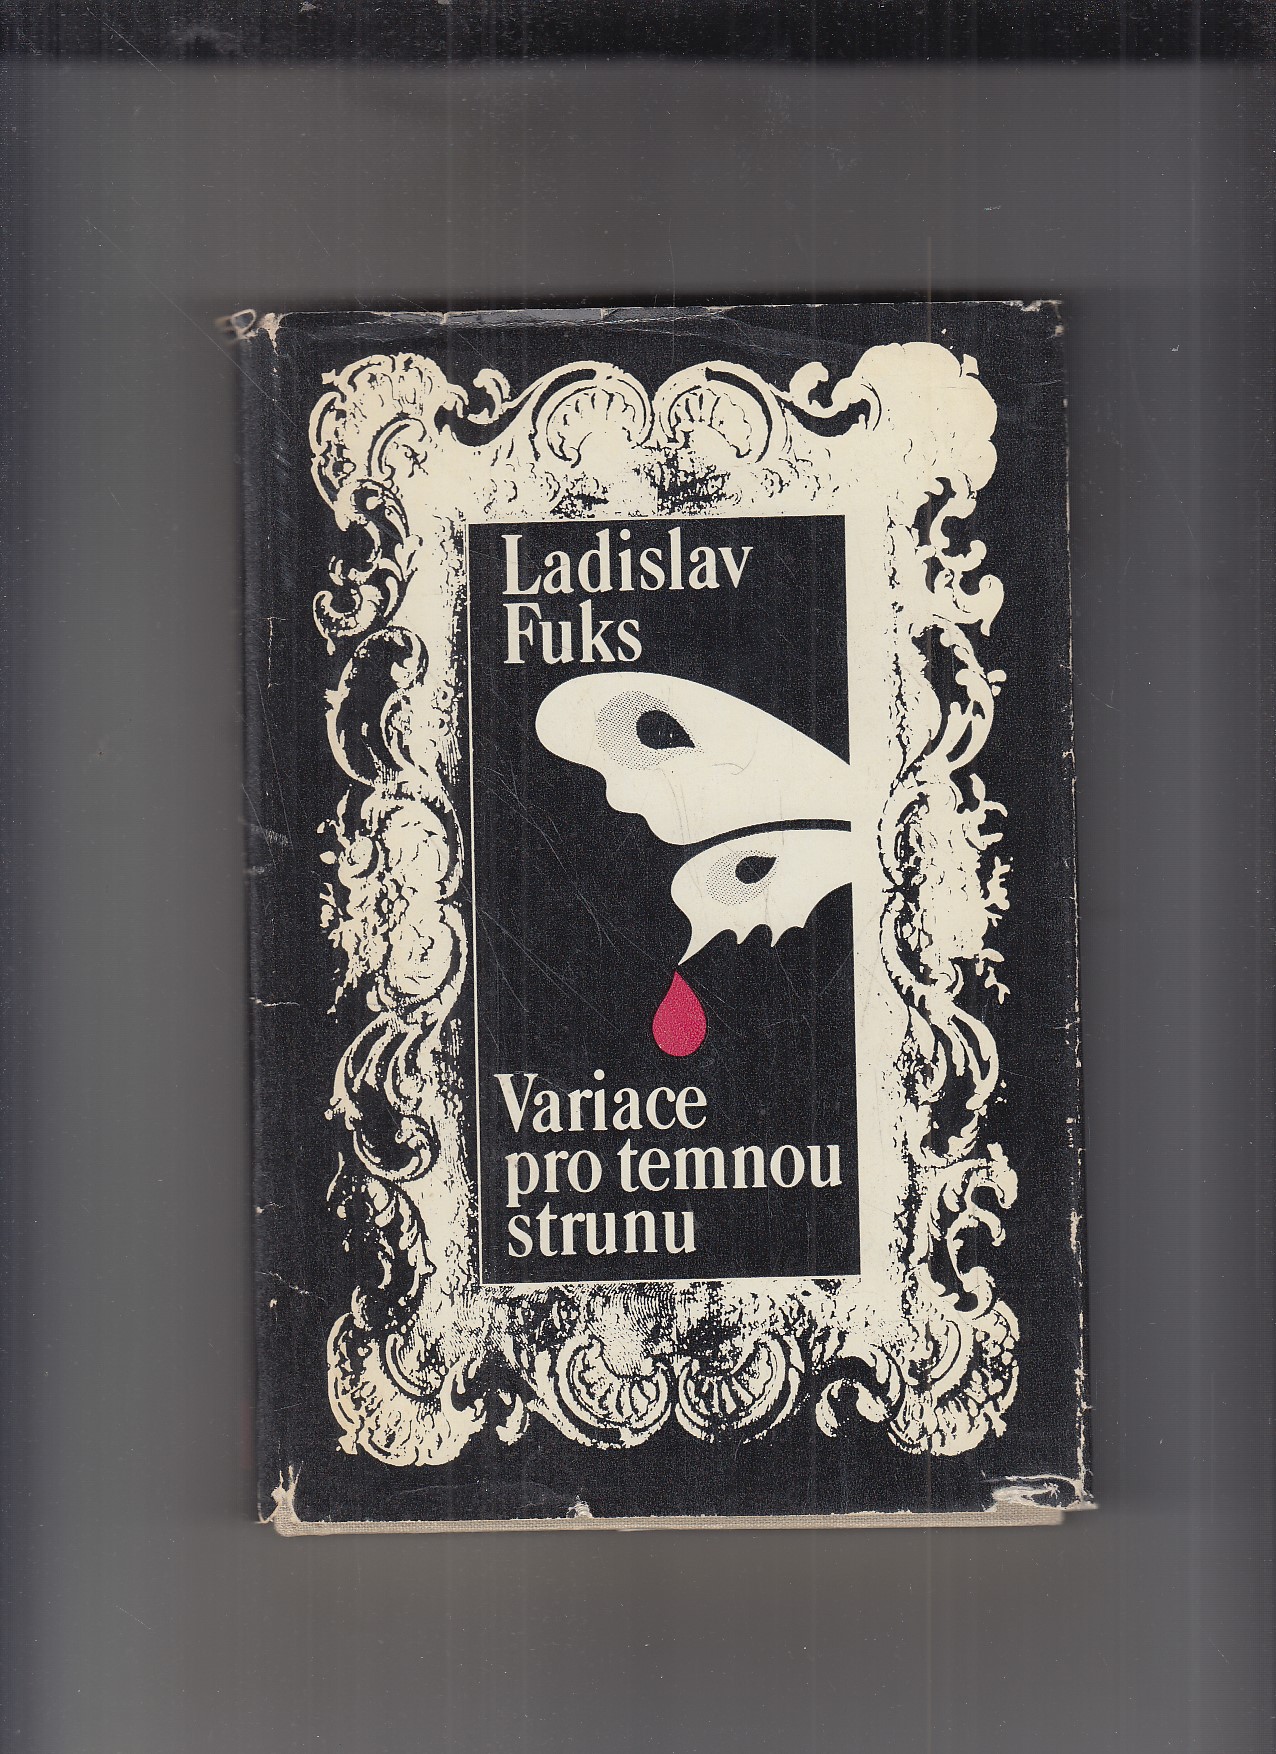 Ladislav
Fuks
Variace
pro temnou
strunu